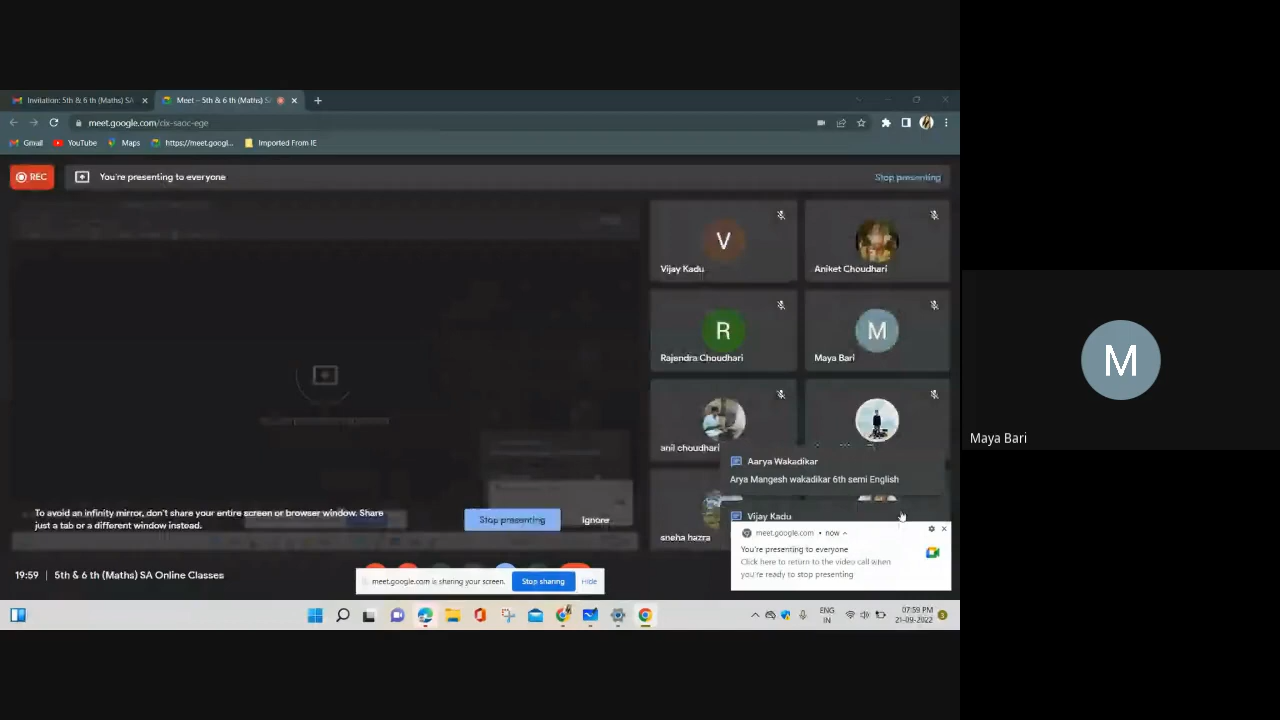 Invitation: 5th & 6 th (Maths) SA
Meet – 5th & 6 th (Maths) S
meet.google.com/cix-saoc-ege
Gmail
YouTube
Maps
https://meet.googl...
Imported From IE
REC
You're presenting to everyone
Stop presenting
V
Vijay Kadu
Aniket Choudhari
R
Rajendra Choudhari
M
Maya Bari
anil choudhari
Aarya Wakadikar
Arya Mangesh wakadikar 6th semi English
Vijay Kadu
sneha hazra
To avoid an infinity mirror, don't share your entire screen or browser window. Share
just a tab or a different window instead.
Stop presenting
Ignore
meet.google.com • now
You're presenting to everyone
Click here to return to the video call when
you're ready to stop presenting
19:59 | 5th & 6 th (Maths) SA Online Classes
meet.google.com is sharing your screen.
Stop sharing
Hide
ENG
IN
07:59 PM
21-09-2022
3
M
Maya Bari